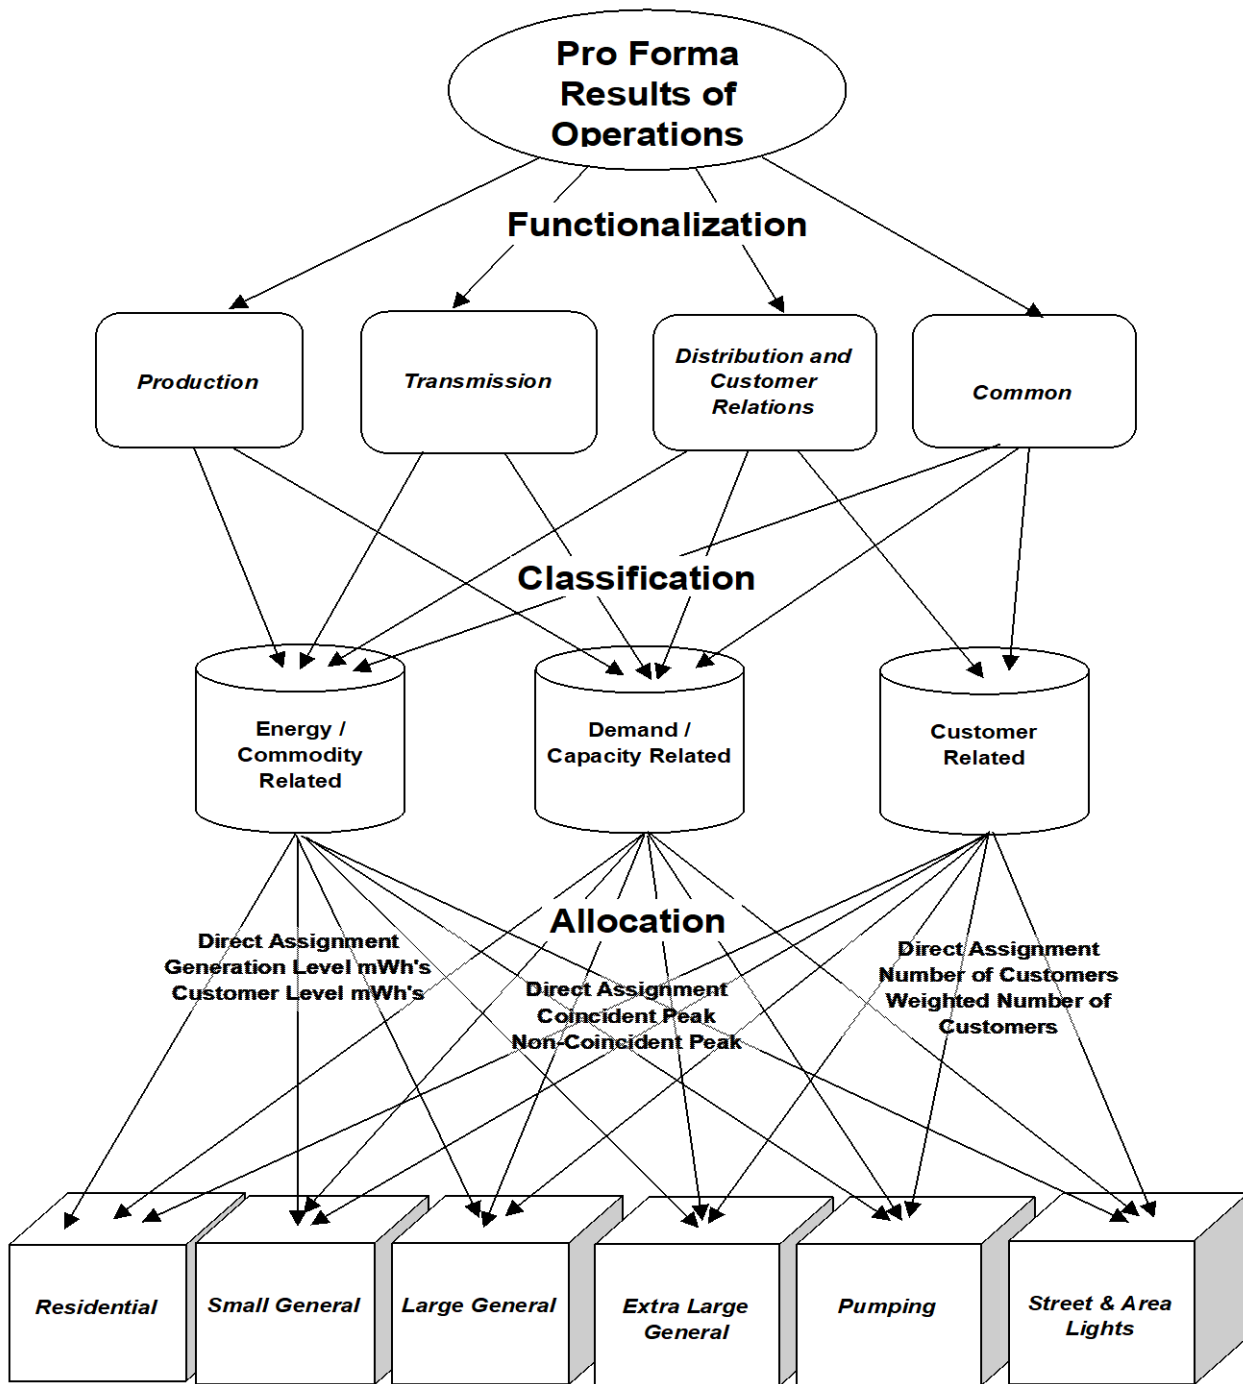 Pro Forma
Results of
Operations
Functionalization
Production
Transmission
Distribution and
Customer
Relations
Common
Classification
Energy /
Commodity
Related
Demand /
Capacity Related
Customer
Related
Allocation
Direct Assignment
Generation Level mWh's
Customer Level mWh's
Direct Assignment
Coincident Peak
Non-Coincident Peak
Direct Assignment
Number of Customers
Weighted Number of
Customers
Residential
Small General
Large General
Extra Large
General
Pumping
Street & Area
Lights